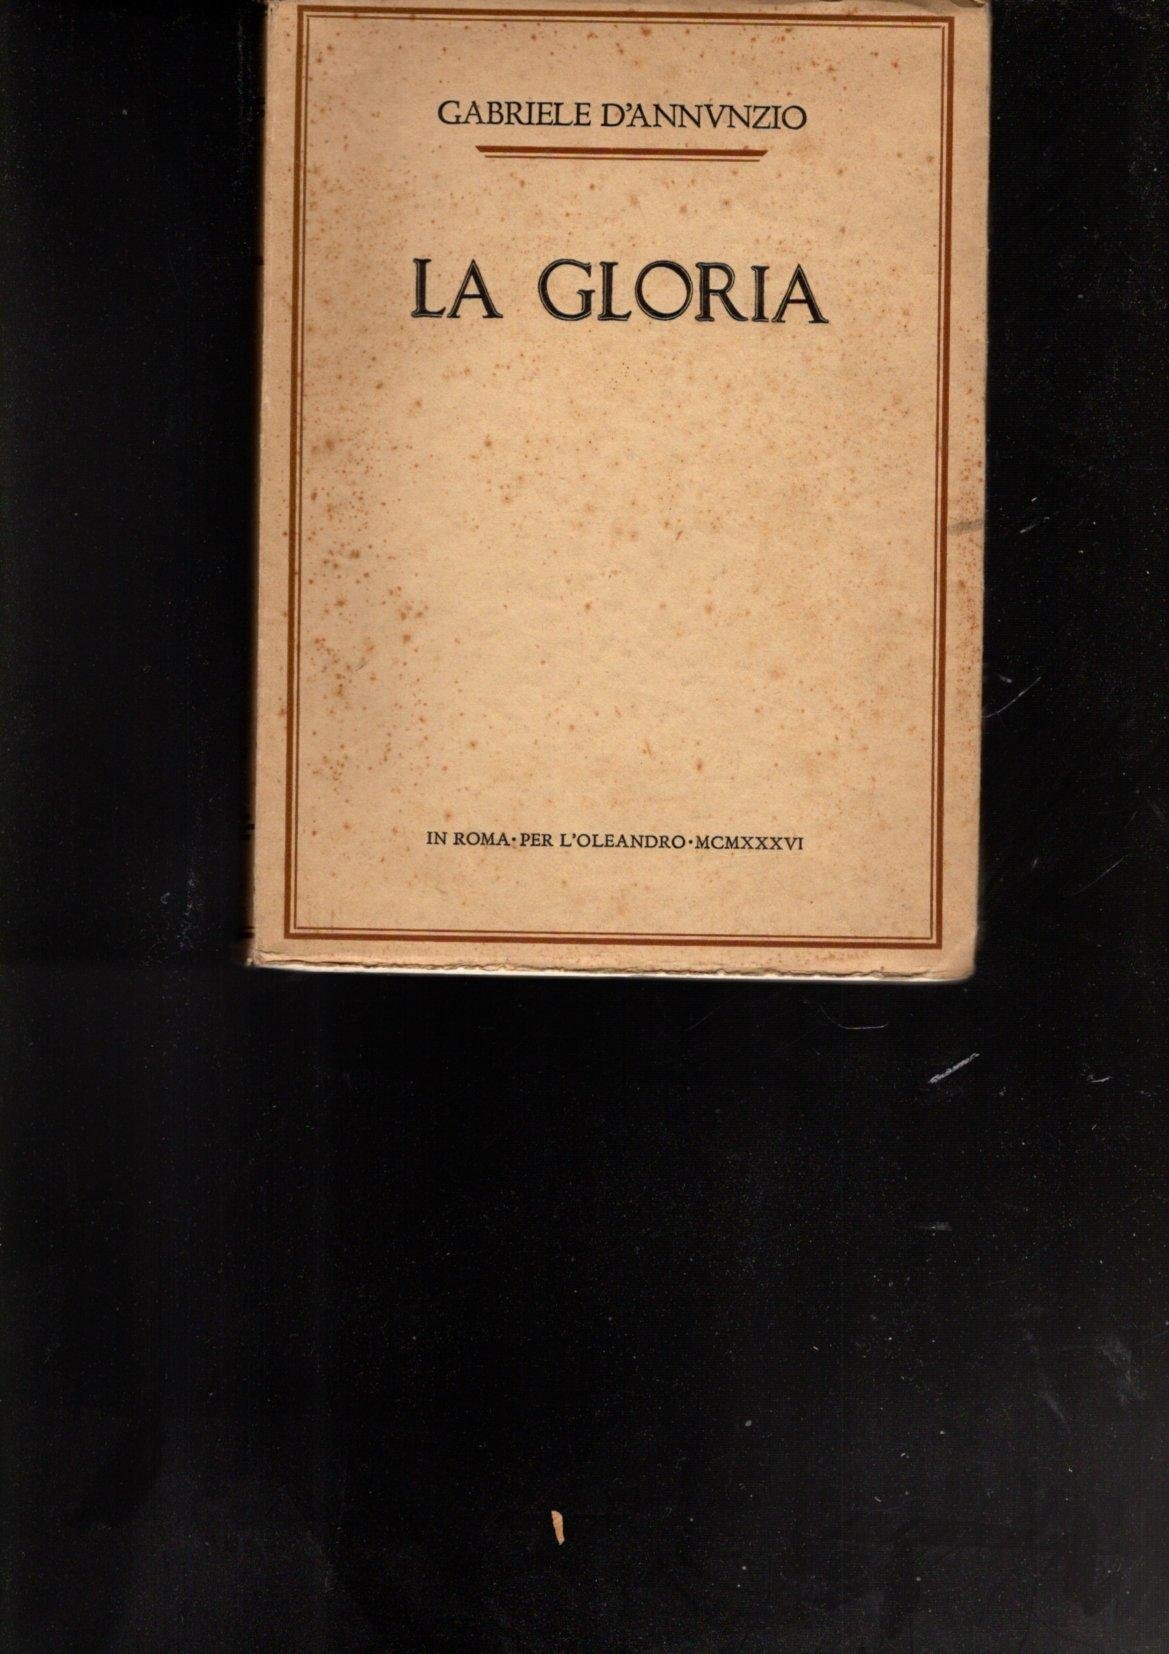 GABRIELE D'ANNVNZIO
LA GLORIA
IN ROMA·PER L'OLEANDRO·MCMXXXVI